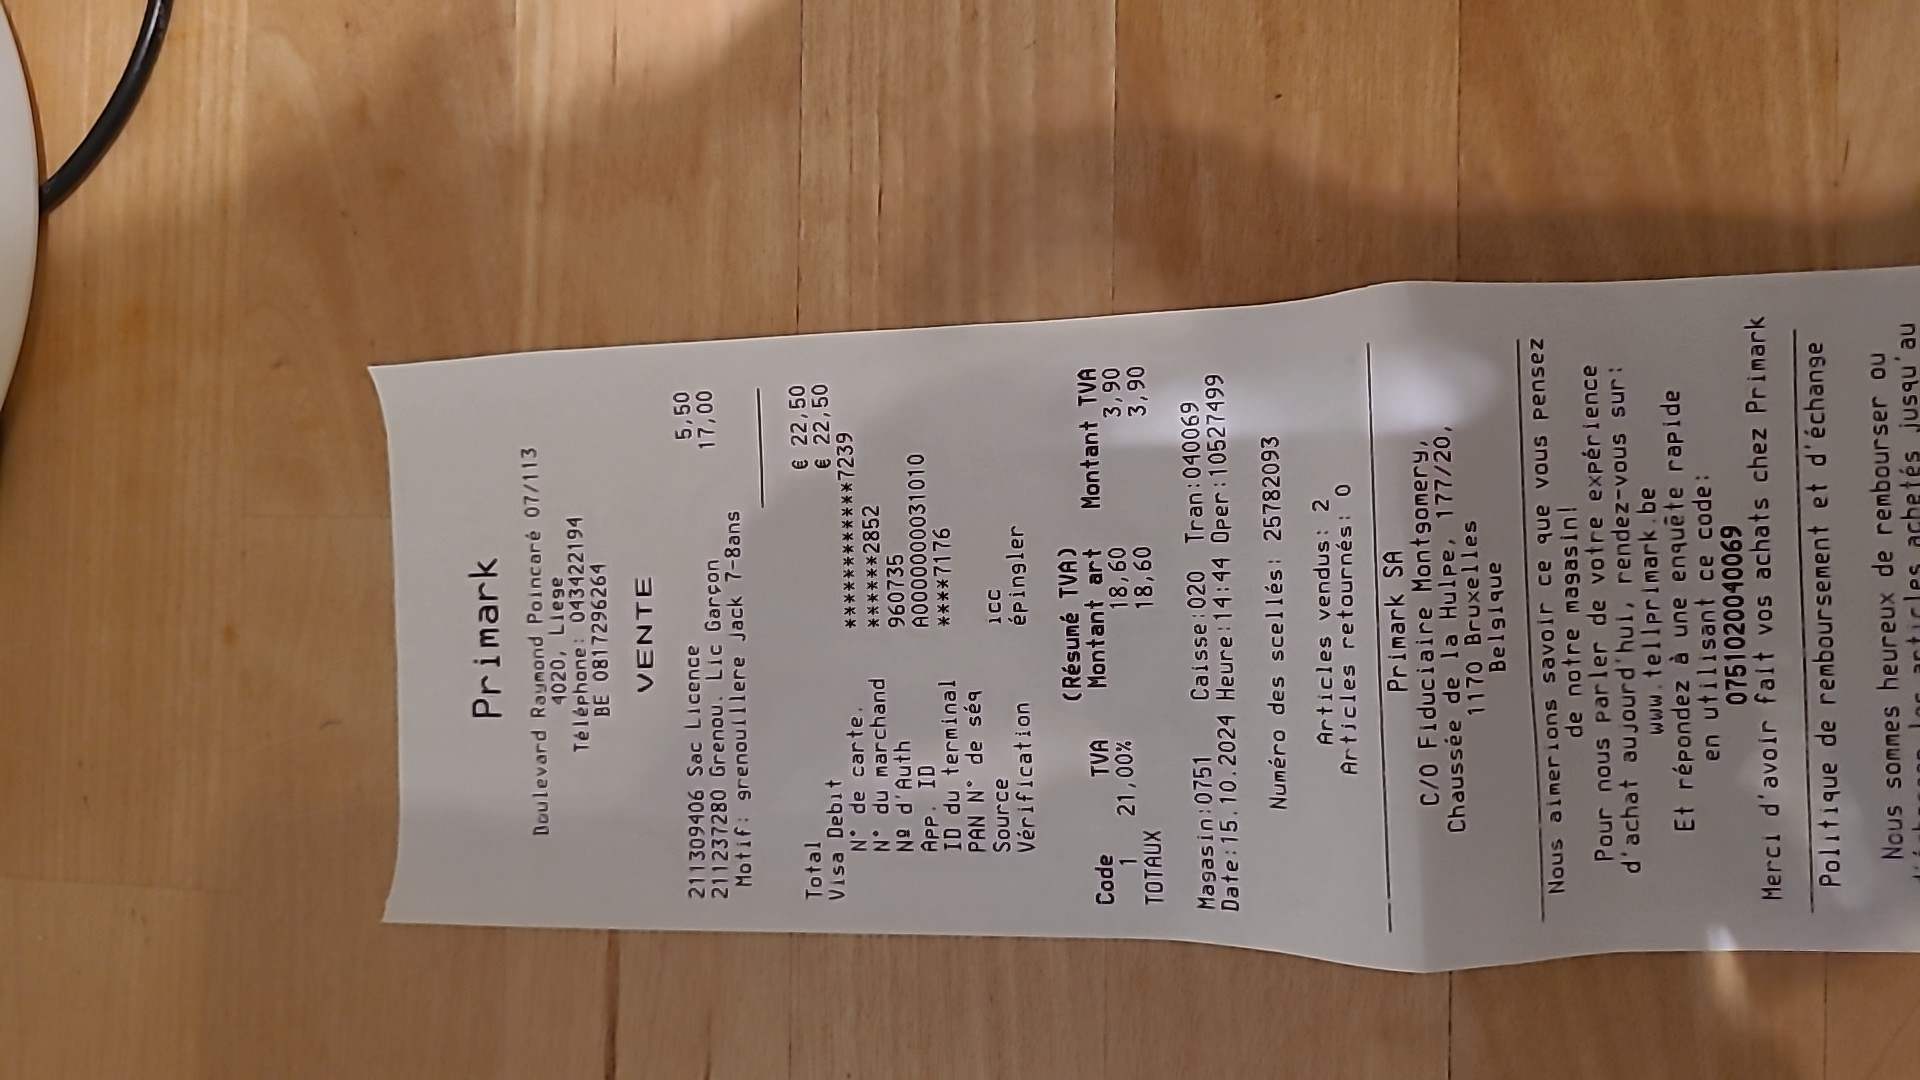 Primark
Doulevard Raymond Poincaré 07/113
4020, Liege
Téléphone: 043422194
BE 0817296264
VENTE
211309406 Sac Licence 5,50
211237280 Grenou. Lic Garçon 17,00
Motif: grenouillere Jack 7-8ans
Total € 22,50
Visa Debit € 22,50
N° de carte. ************7239
N° du marchand ******2852
Nº d'Auth 960735
App. ID A0000000031010
ID du terminal ****7176
PAN N° de séq
Source icc
Vérification épingler
(Résumé TVA)
Code TVA Montant art Montant TVA
1 21,00% 18,60 3,90
TOTAUX 18,60 3,90
Magasin:0751 Caisse:020 Tran:040069
Date:15.10.2024 Heure:14:44 Oper:10527499
Numéro des scellés: 25782093
Articles vendus: 2
Articles retournés: 0
Primark SA
C/O Fiduciaire Montgomery,
Chaussée de la Hulpe, 177/20,
1170 Bruxelles
Belgique
Nous aimerions savoir ce que vous pensez
de notre magasin!
Pour nous parler de votre expérience
d'achat aujourd'hui, rendez-vous sur:
www.tellprimark.be
Et répondez à une enquête rapide
en utilisant ce code:
075102004​0069
Merci d'avoir fait vos achats chez Primark
Politique de remboursement et d'échange
Nous sommes heureux de rembourser ou
les articles achetés jusqu'au